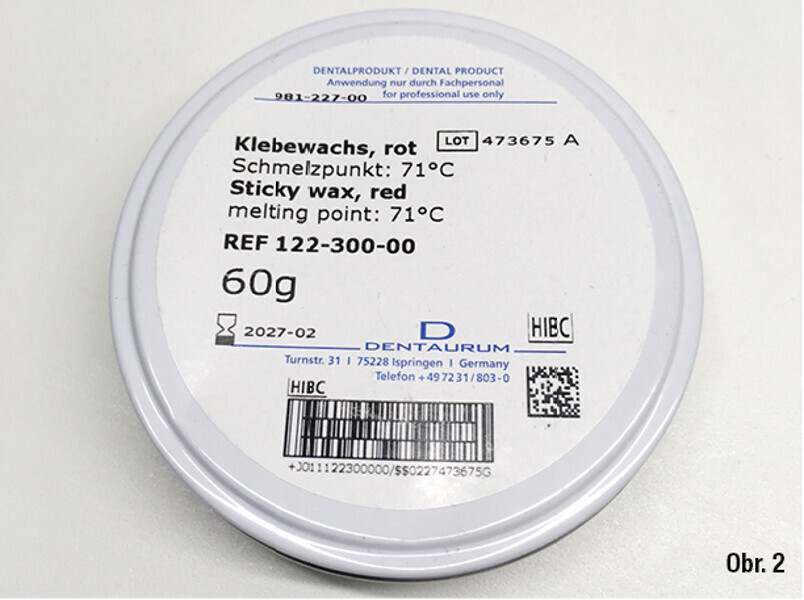 DENTALPRODUKT / DENTAL PRODUCT
Anwendung nur durch Fachpersonal
981-227-00 for professional use only
Klebewachs, rot LOT 473675 A
Schmelzpunkt: 71°C
Sticky wax, red
melting point: 71°C
REF 122-300-00
60g
2027-02
HIBC
D
DENTAURUM
Turnstr. 31 I 75228 Ispringen I Germany
Telefon +49 72 31 / 803-0
HIBC
+J011122300000/$$0227473675G
Obr. 2